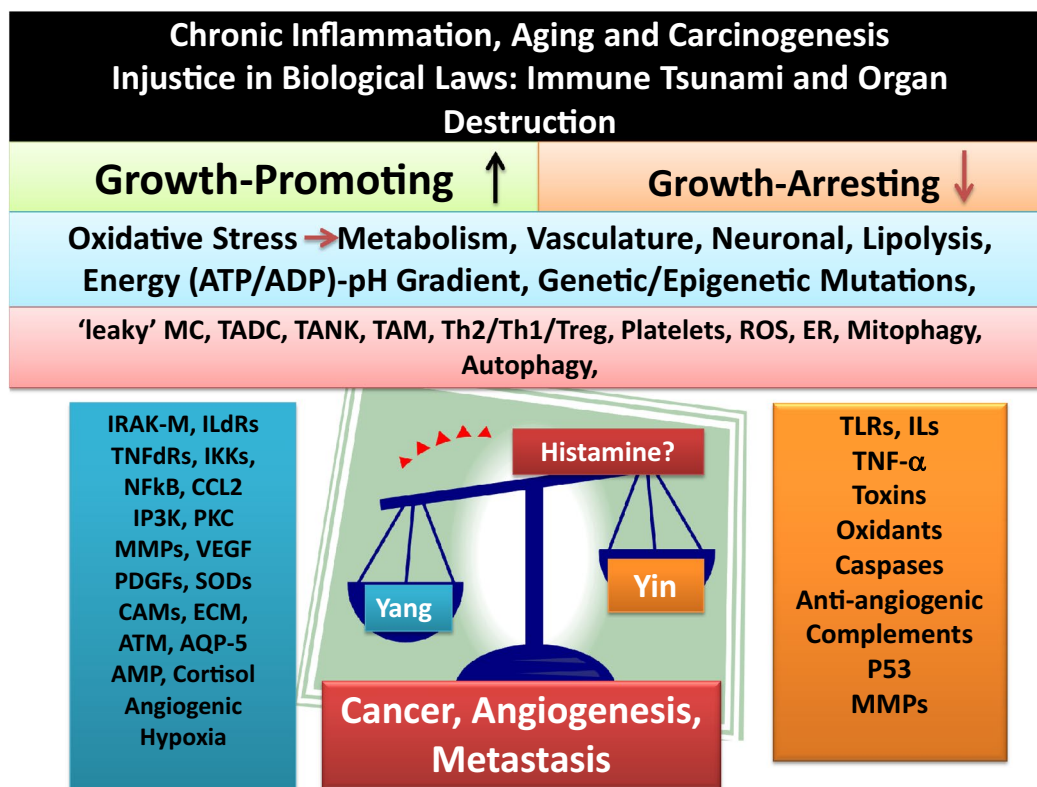 Chronic Inflammation, Aging and Carcinogenesis
Injustice in Biological Laws: Immune Tsunami and Organ
Destruction
Growth-Promoting
Growth-Arresting
Oxidative Stress → Metabolism, Vasculature, Neuronal, Lipolysis,
Energy (ATP/ADP)-pH Gradient, Genetic/Epigenetic Mutations,
‘leaky’ MC, TADC, TANK, TAM, Th2/Th1/Treg, Platelets, ROS, ER, Mitophagy,
Autophagy,
IRAK-M, ILdRs
TNFdRs, IKKs,
NFkB, CCL2
IP3K, PKC
MMPs, VEGF
PDGFs, SODs
CAMs, ECM,
ATM, AQP-5
AMP, Cortisol
Angiogenic
Hypoxia
Histamine?
Yang
Yin
Cancer, Angiogenesis,
Metastasis
TLRs, ILs
TNF-α
Toxins
Oxidants
Caspases
Anti-angiogenic
Complements
P53
MMPs